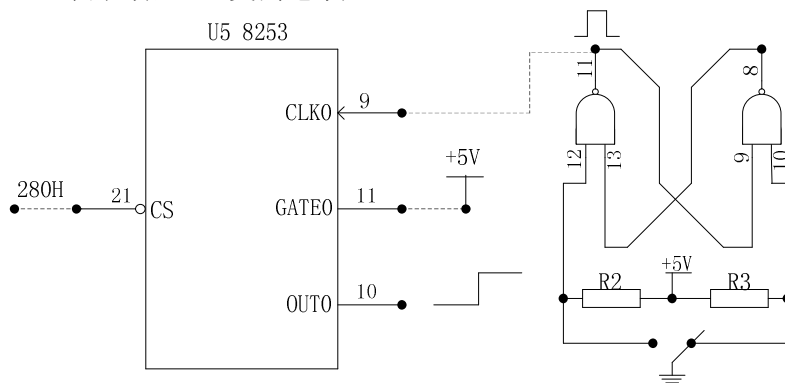 U5 8253
CLK0
9
11
8
12
13
9
10
+5V
280H
21
CS
GATE0
11
OUT0
10
+5V
R2
R3